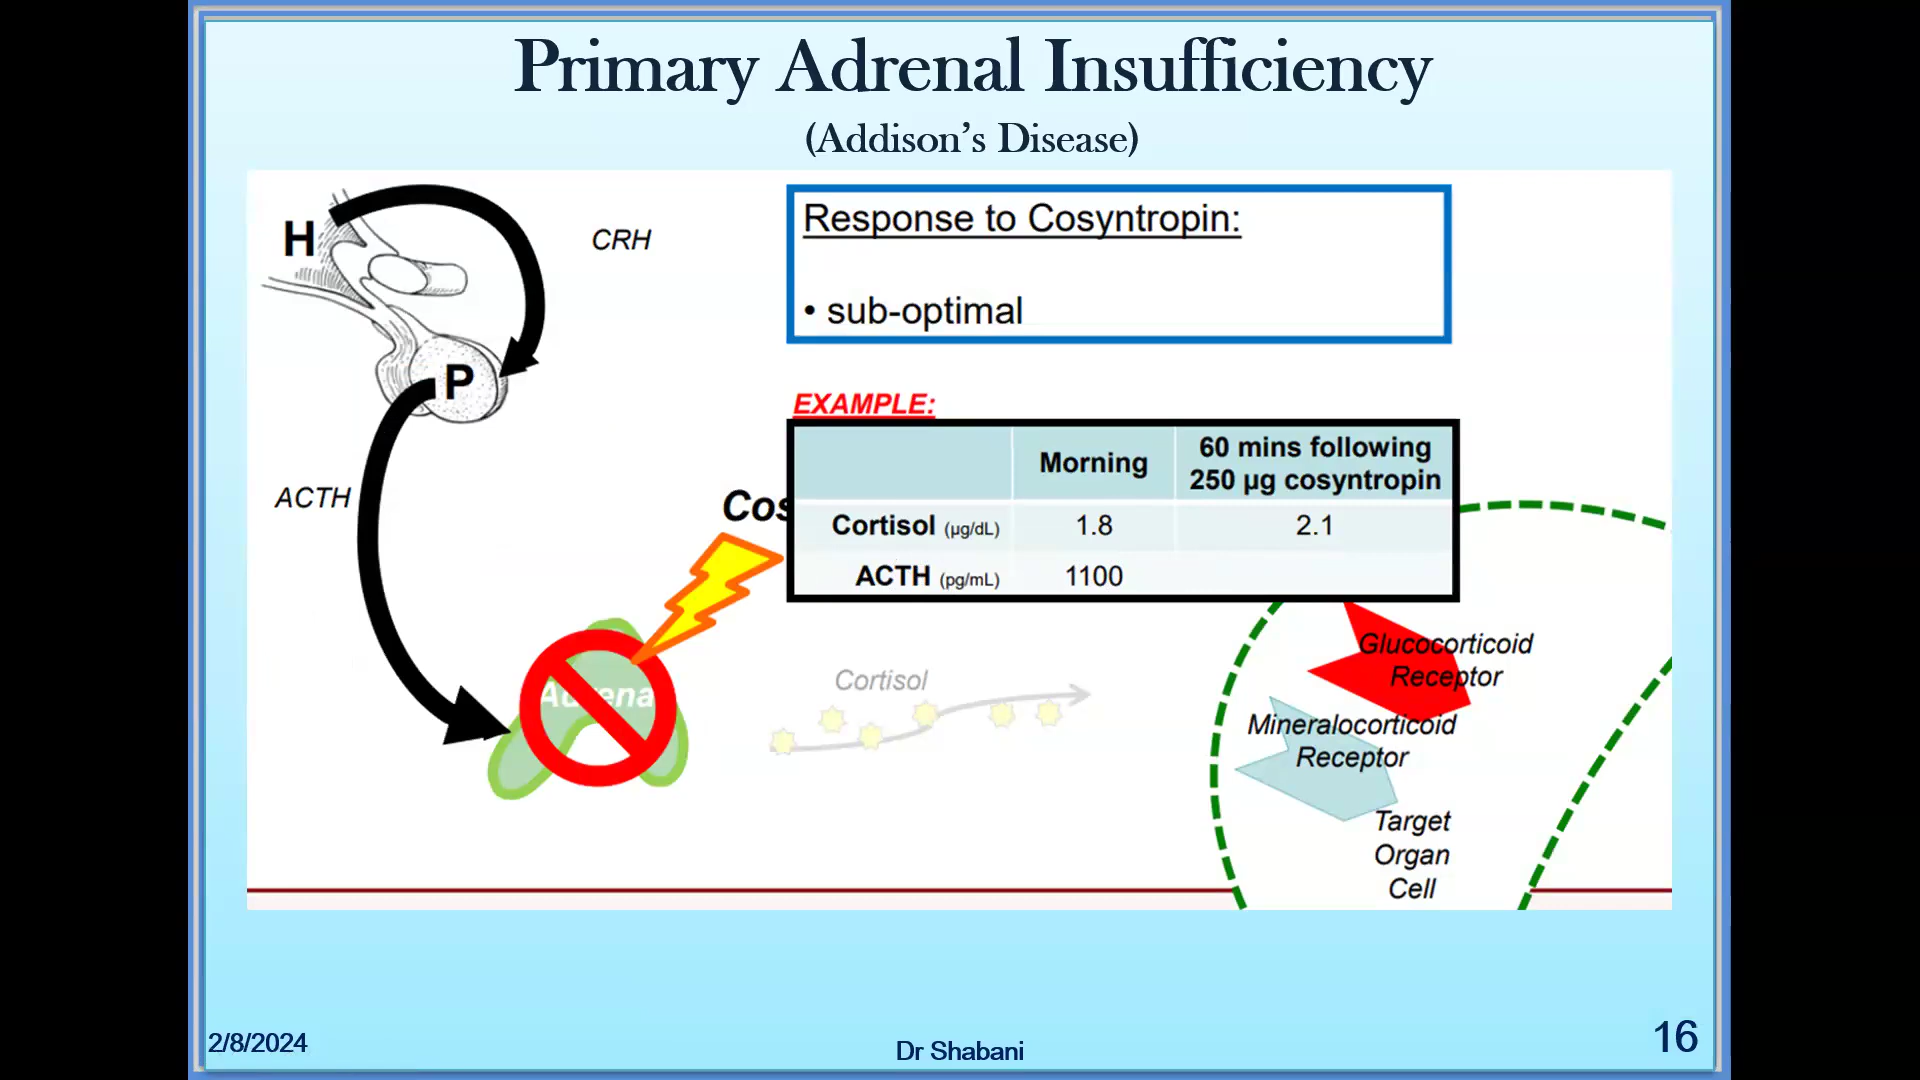 Primary Adrenal Insufficiency
(Addison's Disease)
H
CRH
Response to Cosyntropin:
• sub-optimal
P
EXAMPLE:
Morning
60 mins following
250 µg cosyntropin
ACTH
Cos
Cortisol (µg/dL) 1.8 2.1
ACTH (pg/mL) 1100
Adrena
Cortisol
Glucocorticoid
Receptor
Mineralocorticoid
Receptor
Target
Organ
Cell
2/8/2024
Dr Shabani
16